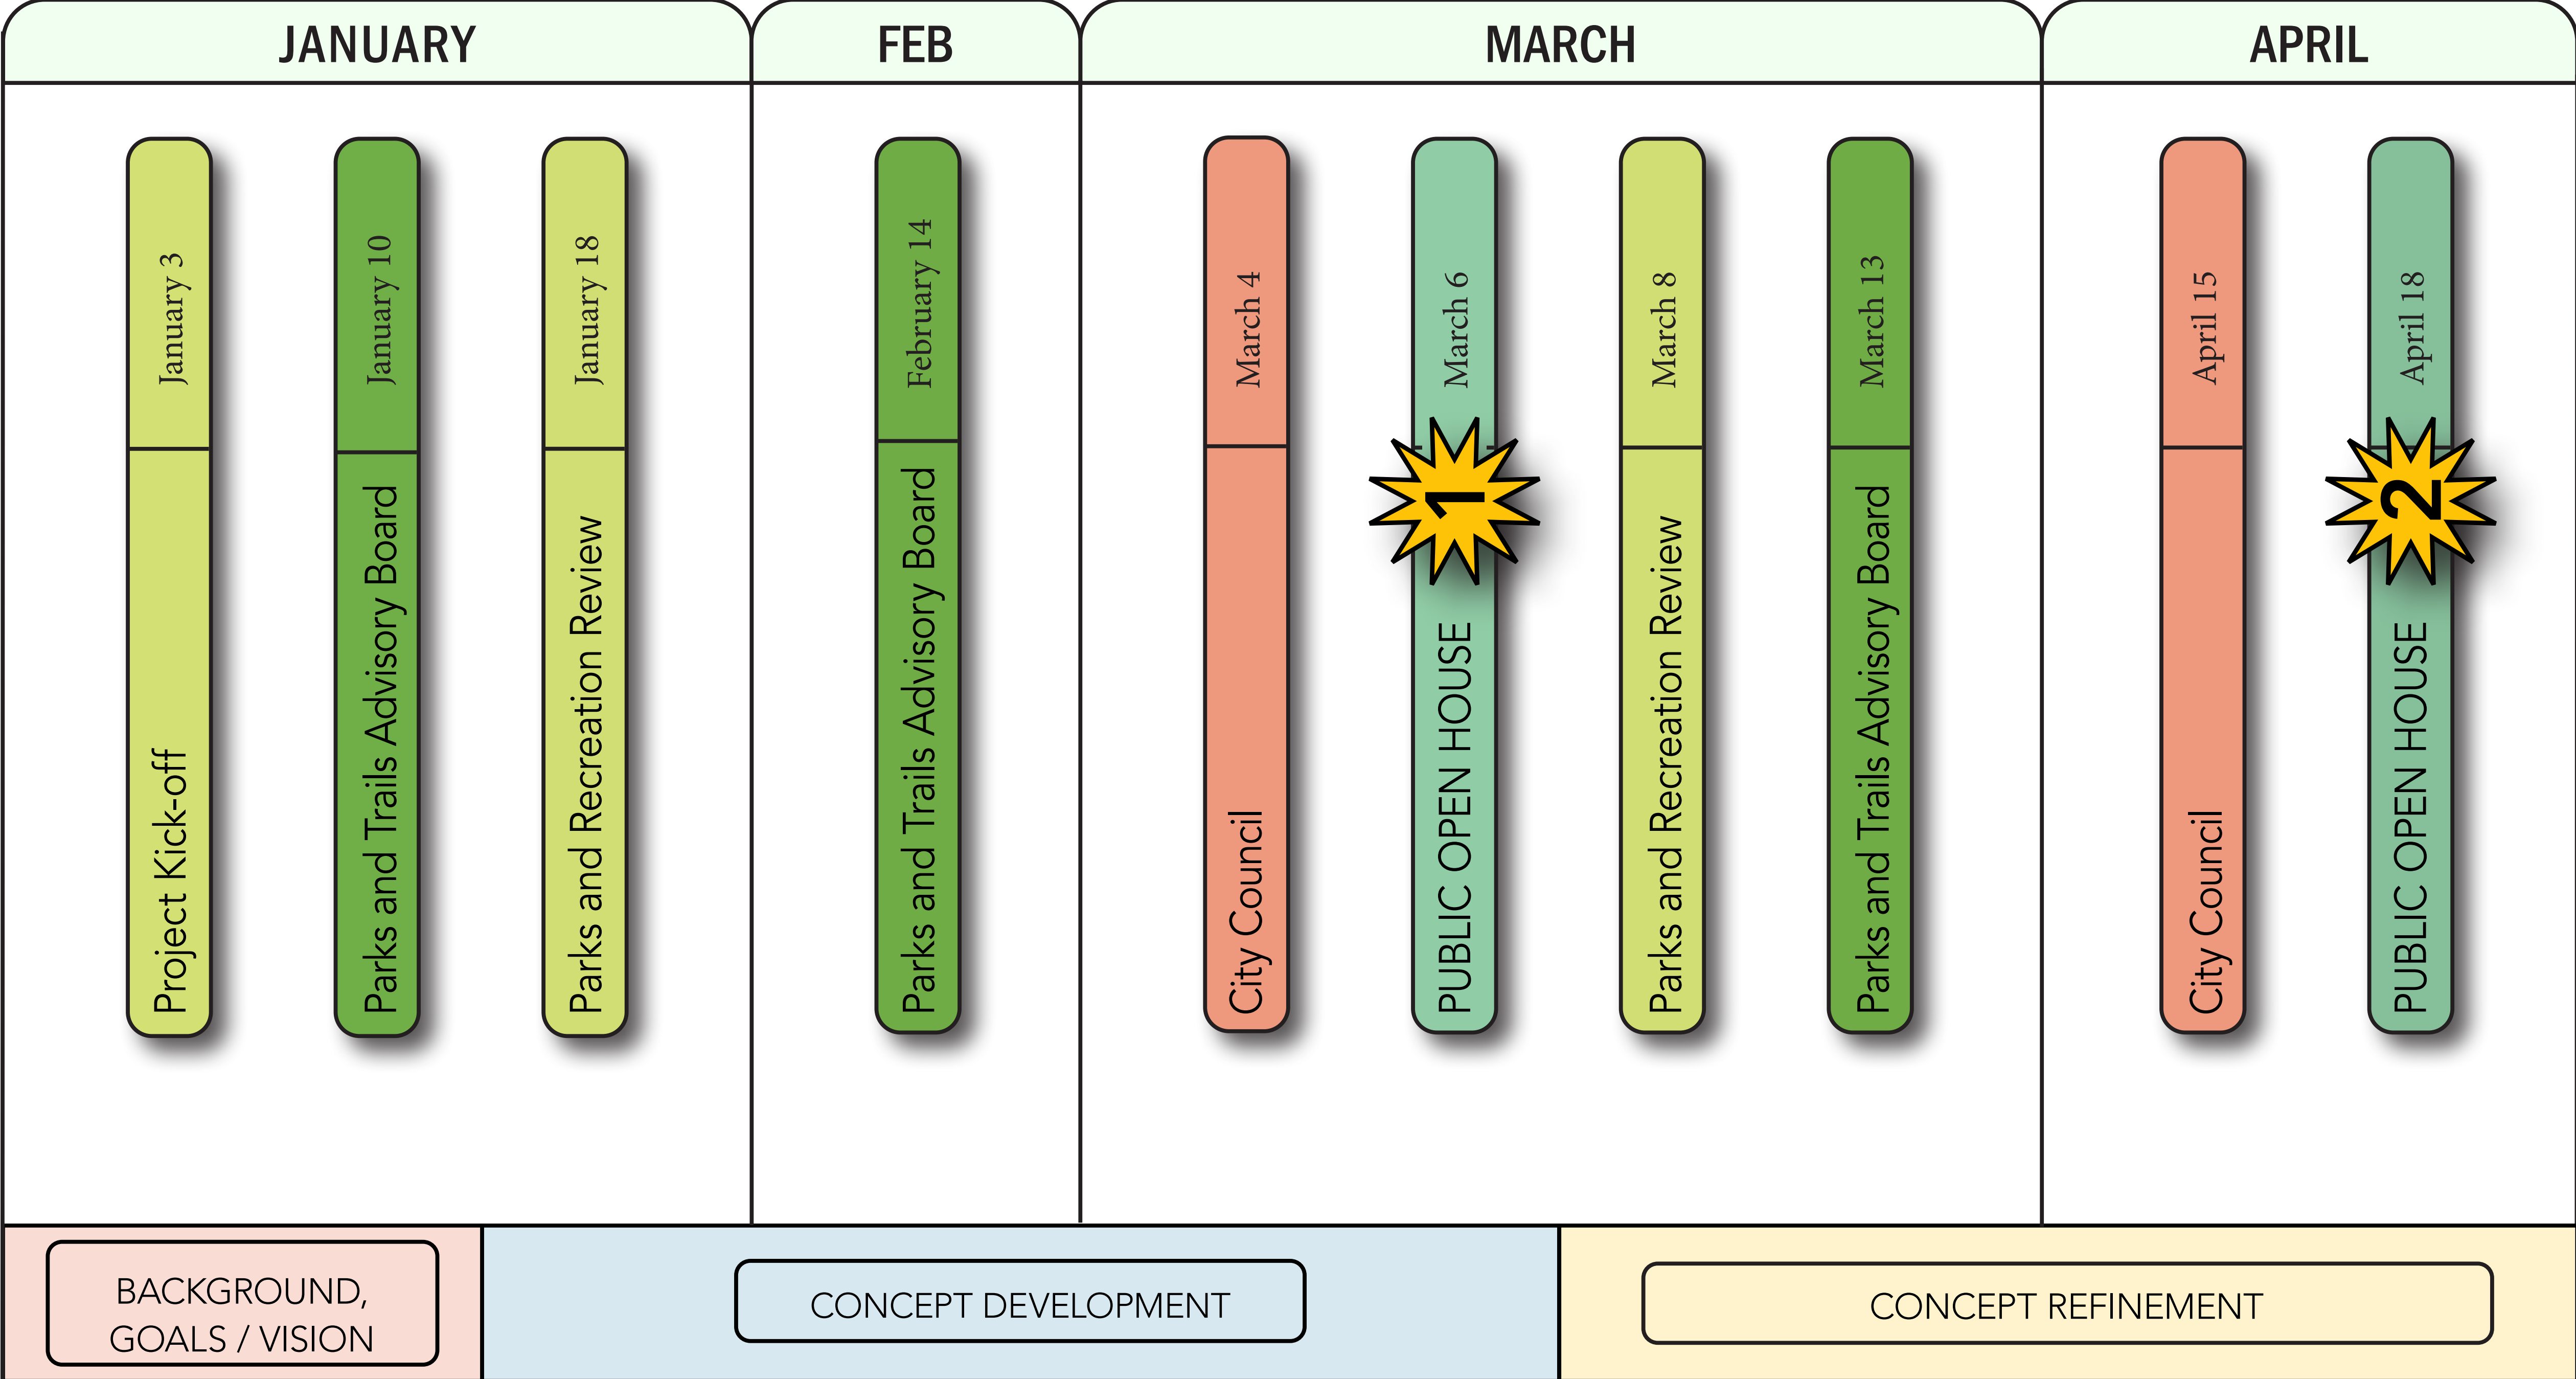 JANUARY
FEB
MARCH
APRIL
January 3
Project Kick-off
January 10
Parks and Trails Advisory Board
January 18
Parks and Recreation Review
February 14
Parks and Trails Advisory Board
March 4
City Council
March 6
1
PUBLIC OPEN HOUSE
March 8
Parks and Recreation Review
March 13
Parks and Trails Advisory Board
April 15
City Council
April 18
2
PUBLIC OPEN HOUSE
BACKGROUND,
GOALS / VISION
CONCEPT DEVELOPMENT
CONCEPT REFINEMENT